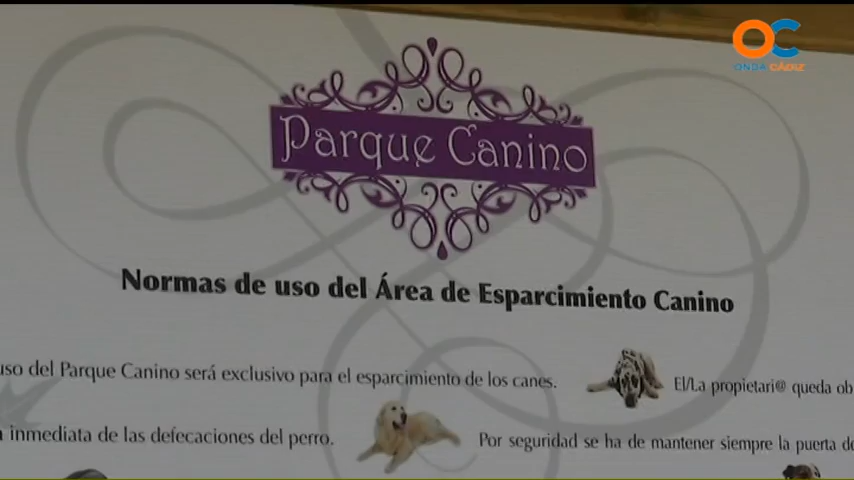 OC
ONDA CÁDIZ
Parque Canino
Normas de uso del Área de Esparcimiento Canino
uso del Parque Canino será exclusivo para el esparcimiento de los canes.
El/La propietari@ queda ob
inmediata de las defecaciones del perro.
Por seguridad se ha de mantener siempre la puerta de